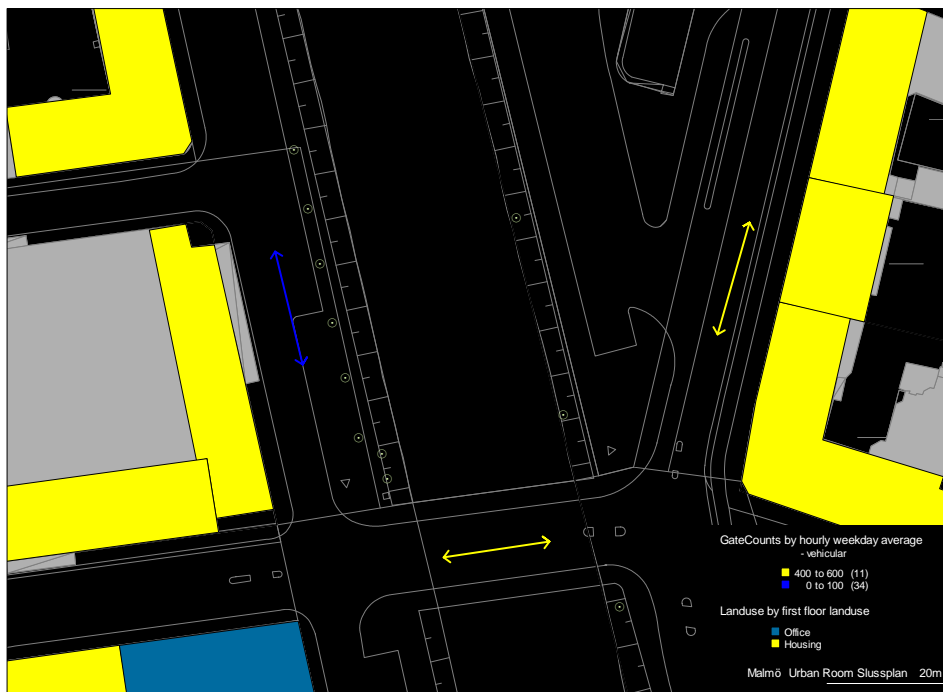 GateCounts by hourly weekday average
- vehicular
400 to 600 (11)
0 to 100 (34)
Landuse by first floor landuse
Office
Housing
Malmö Urban Room Slussplan 20m